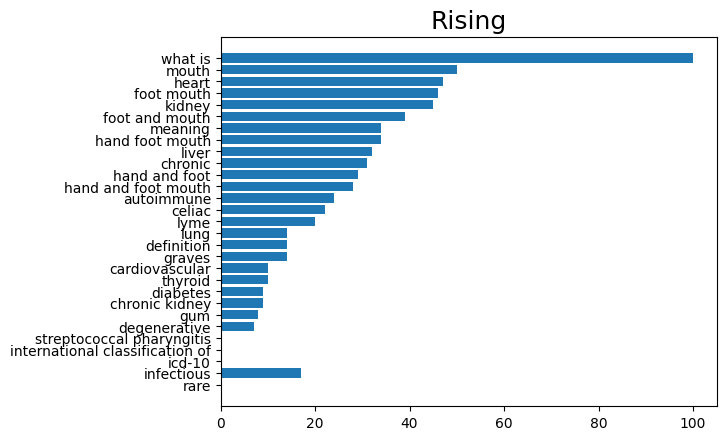 Rising
what is
mouth
heart
foot mouth
kidney
foot and mouth
meaning
hand foot mouth
liver
chronic
hand and foot
hand and foot mouth
autoimmune
celiac
lyme
lung
definition
graves
cardiovascular
thyroid
diabetes
chronic kidney
gum
degenerative
streptococcal pharyngitis
international classification of
icd-10
infectious
rare
0 20 40 60 80 100